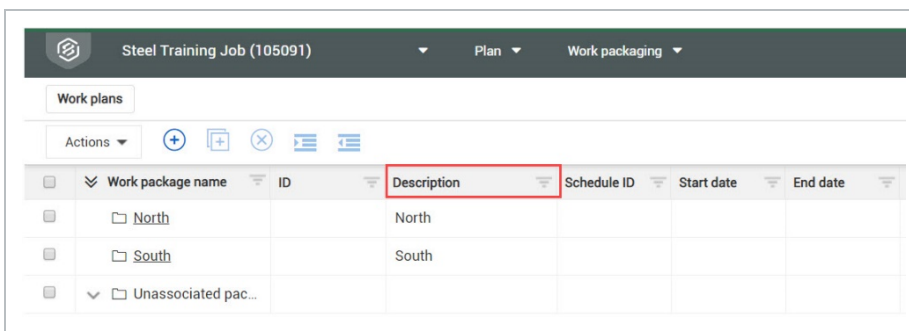 Steel Training Job (105091) Plan Work packaging
Work plans
Actions
Work package name ID Description Schedule ID Start date End date
North North
South South
Unassociated pac...